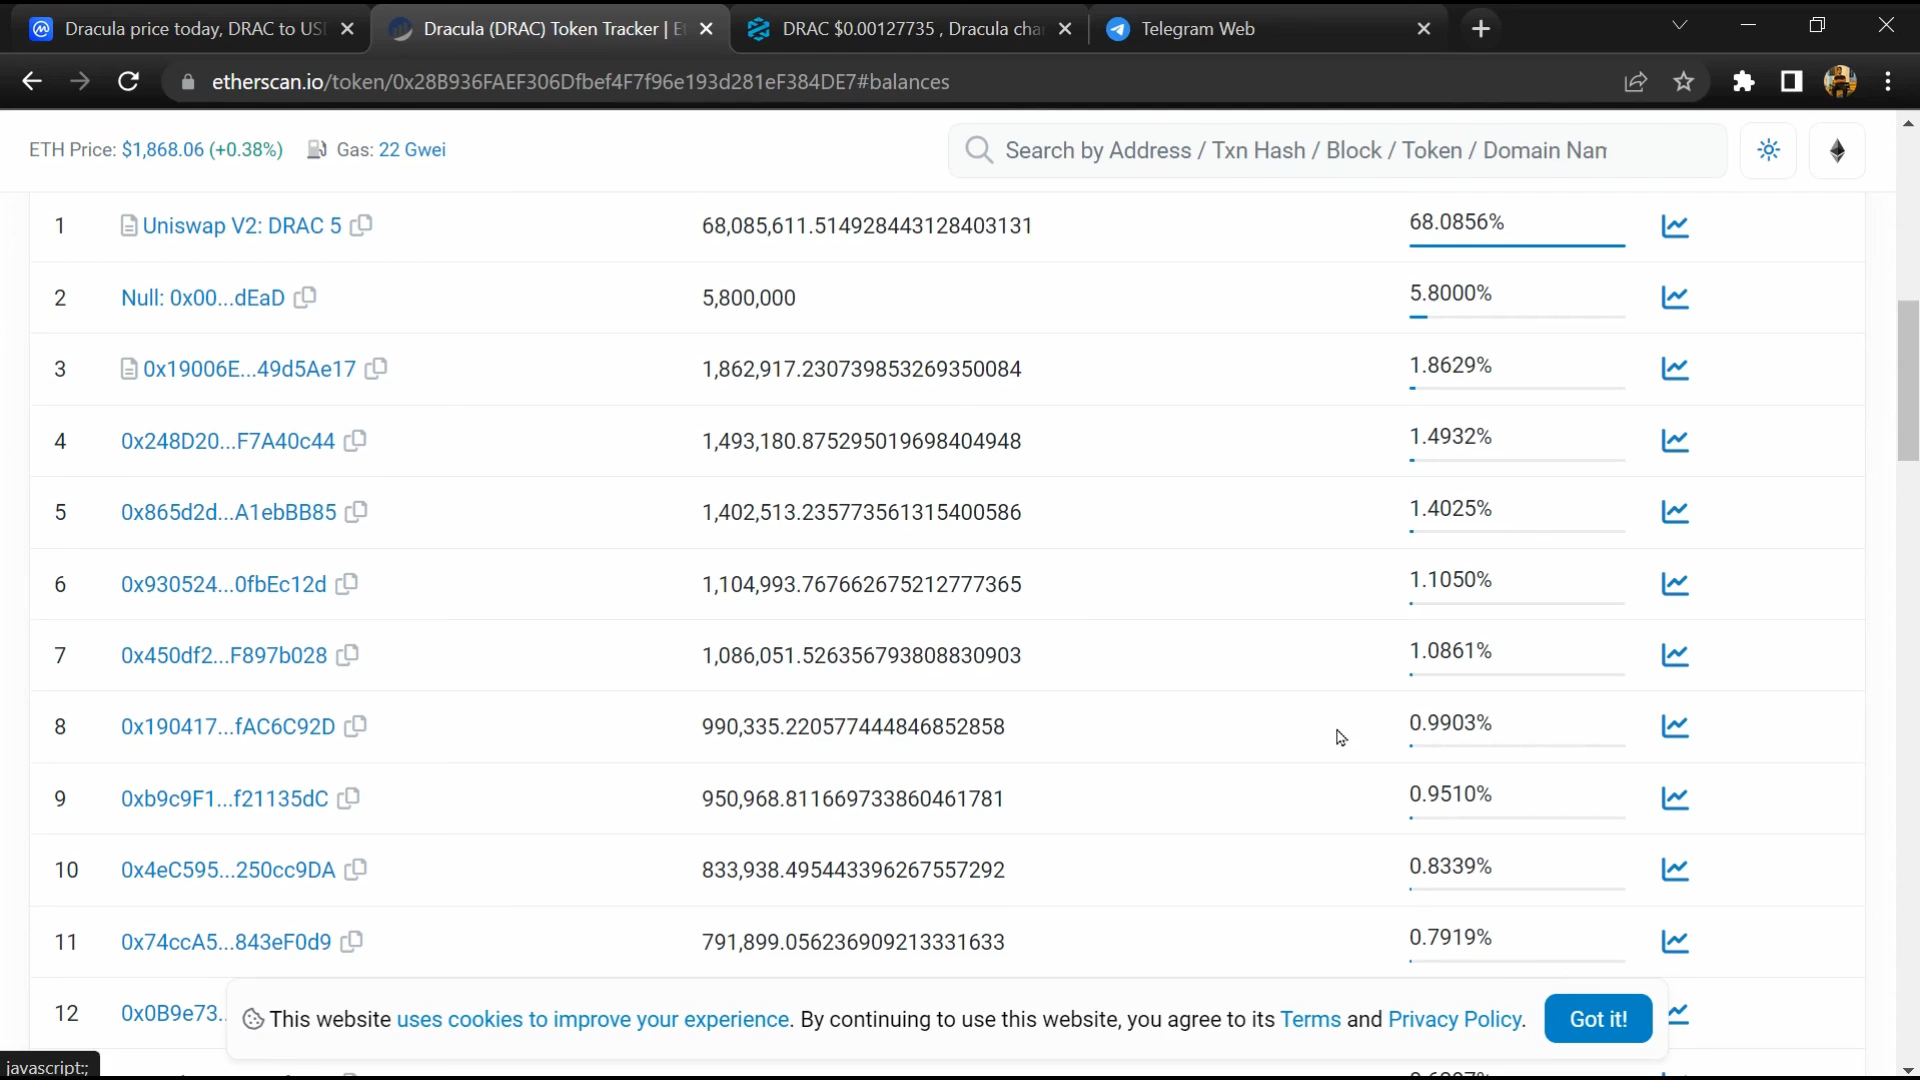 Dracula price today, DRAC to US
Dracula (DRAC) Token Tracker | E
DRAC $0.00127735 , Dracula cha
Telegram Web
etherscan.io/token/0x28B936FAEF306Dfbef4F7f96e193d281eF384DE7#balances
ETH Price: $1,868.06 (+0.38%) Gas: 22 Gwei
Search by Address / Txn Hash / Block / Token / Domain Nam
1 Uniswap V2: DRAC 5 68,085,611.514928443128403131 68.0856%
2 Null: 0x00...dEaD 5,800,000 5.8000%
3 0x19006E...49d5Ae17 1,862,917.230739853269350084 1.8629%
4 0x248D20...F7A40c44 1,493,180.875295019698404948 1.4932%
5 0x865d2d...A1ebBB85 1,402,513.235773561315400586 1.4025%
6 0x930524...0fbEc12d 1,104,993.767662675212777365 1.1050%
7 0x450df2...F897b028 1,086,051.526356793808830903 1.0861%
8 0x190417...fAC6C92D 990,335.220577444846852858 0.9903%
9 0xb9c9F1...f21135dC 950,968.811669733860461781 0.9510%
10 0x4eC595...250cc9DA 833,938.495443396267557292 0.8339%
11 0x74ccA5...843eF0d9 791,899.056236909213331633 0.7919%
12 0x0B9e73..
This website uses cookies to improve your experience. By continuing to use this website, you agree to its Terms and Privacy Policy.
Got it!
javascript:;